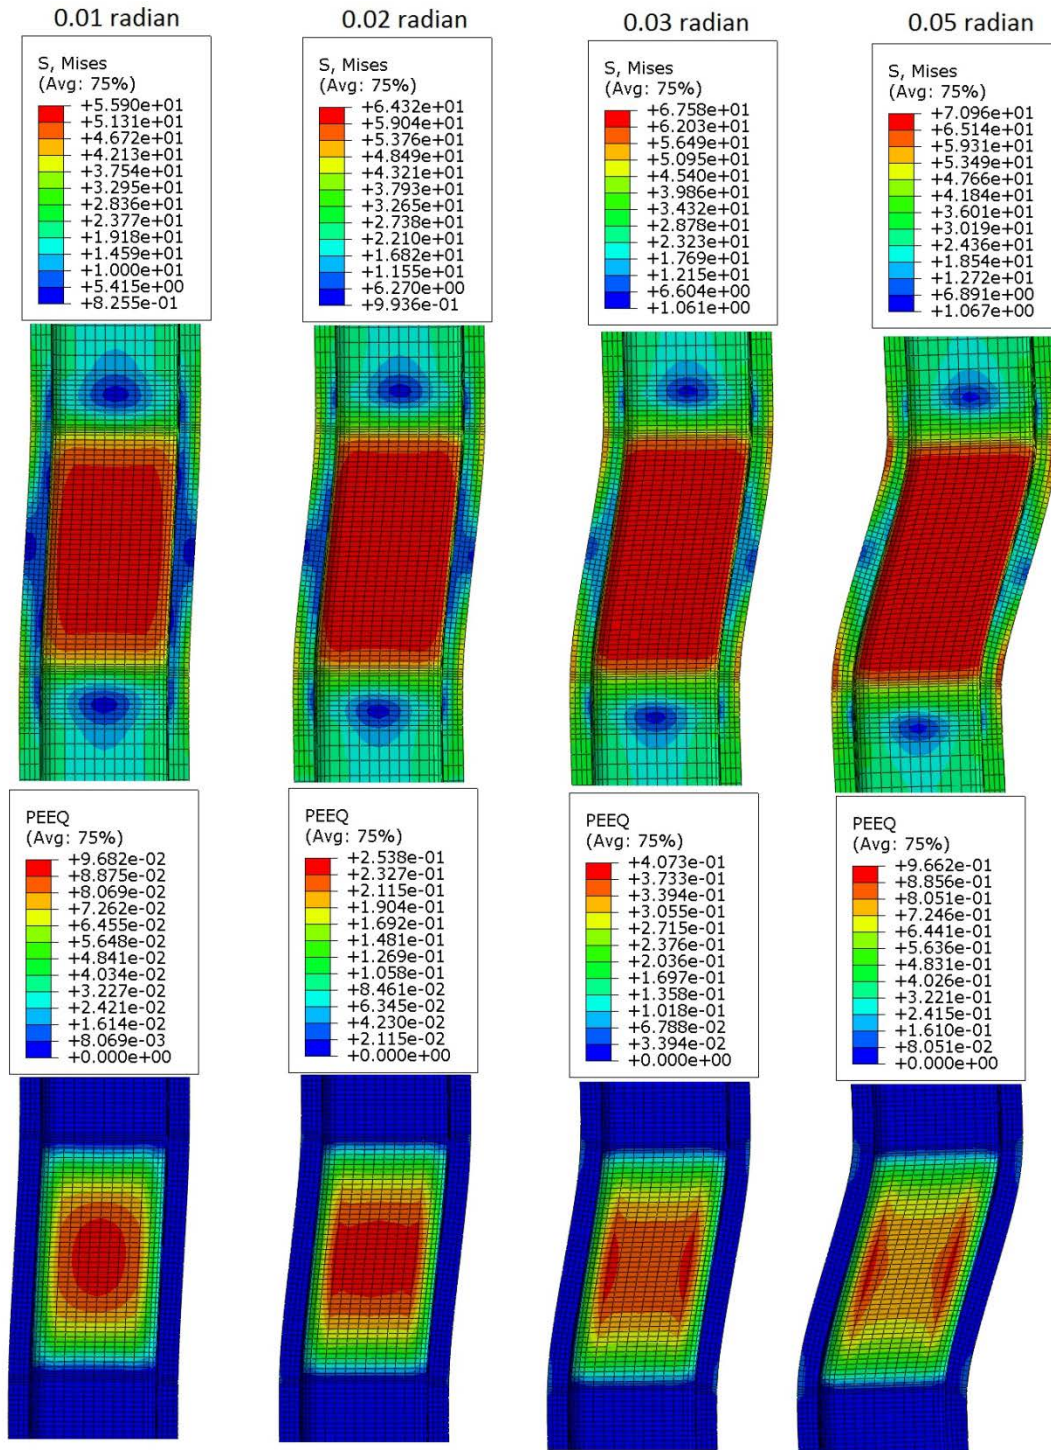 0.01 radian
0.02 radian
0.03 radian
0.05 radian
S, Mises
(Avg: 75%)
+5.590e+01
+5.131e+01
+4.672e+01
+4.213e+01
+3.754e+01
+3.295e+01
+2.836e+01
+2.377e+01
+1.918e+01
+1.459e+01
+1.000e+01
+5.415e+00
+8.255e-01
S, Mises
(Avg: 75%)
+6.432e+01
+5.904e+01
+5.376e+01
+4.849e+01
+4.321e+01
+3.793e+01
+3.265e+01
+2.738e+01
+2.210e+01
+1.682e+01
+1.155e+01
+6.270e+00
+9.936e-01
S, Mises
(Avg: 75%)
+6.758e+01
+6.203e+01
+5.649e+01
+5.095e+01
+4.540e+01
+3.986e+01
+3.432e+01
+2.878e+01
+2.323e+01
+1.769e+01
+1.215e+01
+6.604e+00
+1.061e+00
S, Mises
(Avg: 75%)
+7.096e+01
+6.514e+01
+5.931e+01
+5.349e+01
+4.766e+01
+4.184e+01
+3.601e+01
+3.019e+01
+2.436e+01
+1.854e+01
+1.272e+01
+6.891e+00
+1.067e+00
PEEQ
(Avg: 75%)
+9.682e-02
+8.875e-02
+8.069e-02
+7.262e-02
+6.455e-02
+5.648e-02
+4.841e-02
+4.034e-02
+3.227e-02
+2.421e-02
+1.614e-02
+8.069e-03
+0.000e+00
PEEQ
(Avg: 75%)
+2.538e-01
+2.327e-01
+2.115e-01
+1.904e-01
+1.692e-01
+1.481e-01
+1.269e-01
+1.058e-01
+8.461e-02
+6.345e-02
+4.230e-02
+2.115e-02
+0.000e+00
PEEQ
(Avg: 75%)
+4.073e-01
+3.733e-01
+3.394e-01
+3.055e-01
+2.715e-01
+2.376e-01
+2.036e-01
+1.697e-01
+1.358e-01
+1.018e-01
+6.788e-02
+3.394e-02
+0.000e+00
PEEQ
(Avg: 75%)
+9.662e-01
+8.856e-01
+8.051e-01
+7.246e-01
+6.441e-01
+5.636e-01
+4.831e-01
+4.026e-01
+3.221e-01
+2.415e-01
+1.610e-01
+8.051e-02
+0.000e+00